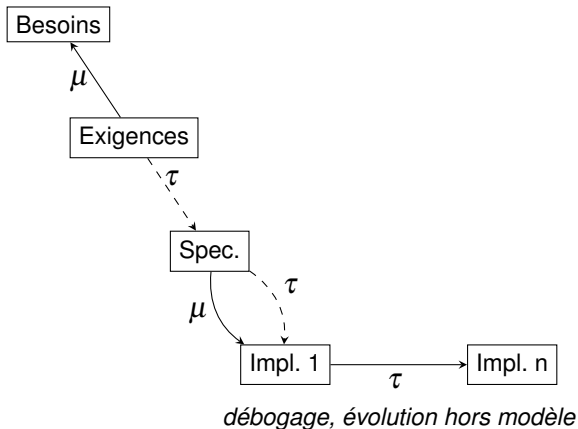 Besoins
μ
Exigences
τ
Spec.
μ
τ
Impl. 1
τ
Impl. n
débogage, évolution hors modèle